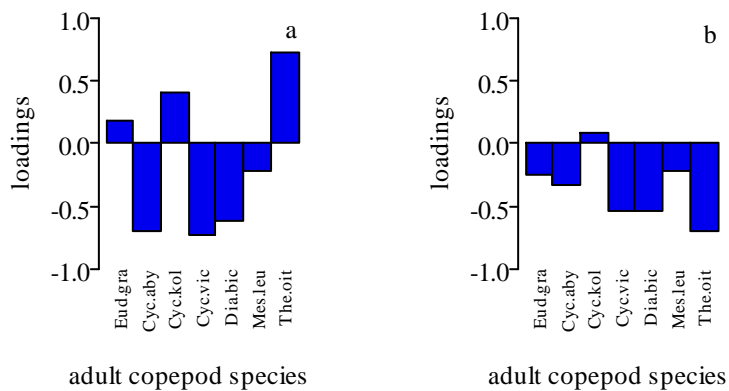 a
1.0
0.5
0.0
-0.5
-1.0
loadings
Eud.gra
Cyc.aby
Cyc.kol
Cyc.vic
Dia.bic
Mes.leu
The.oit
adult copepod species
b
1.0
0.5
0.0
-0.5
-1.0
loadings
Eud.gra
Cyc.aby
Cyc.kol
Cyc.vic
Dia.bic
Mes.leu
The.oit
adult copepod species